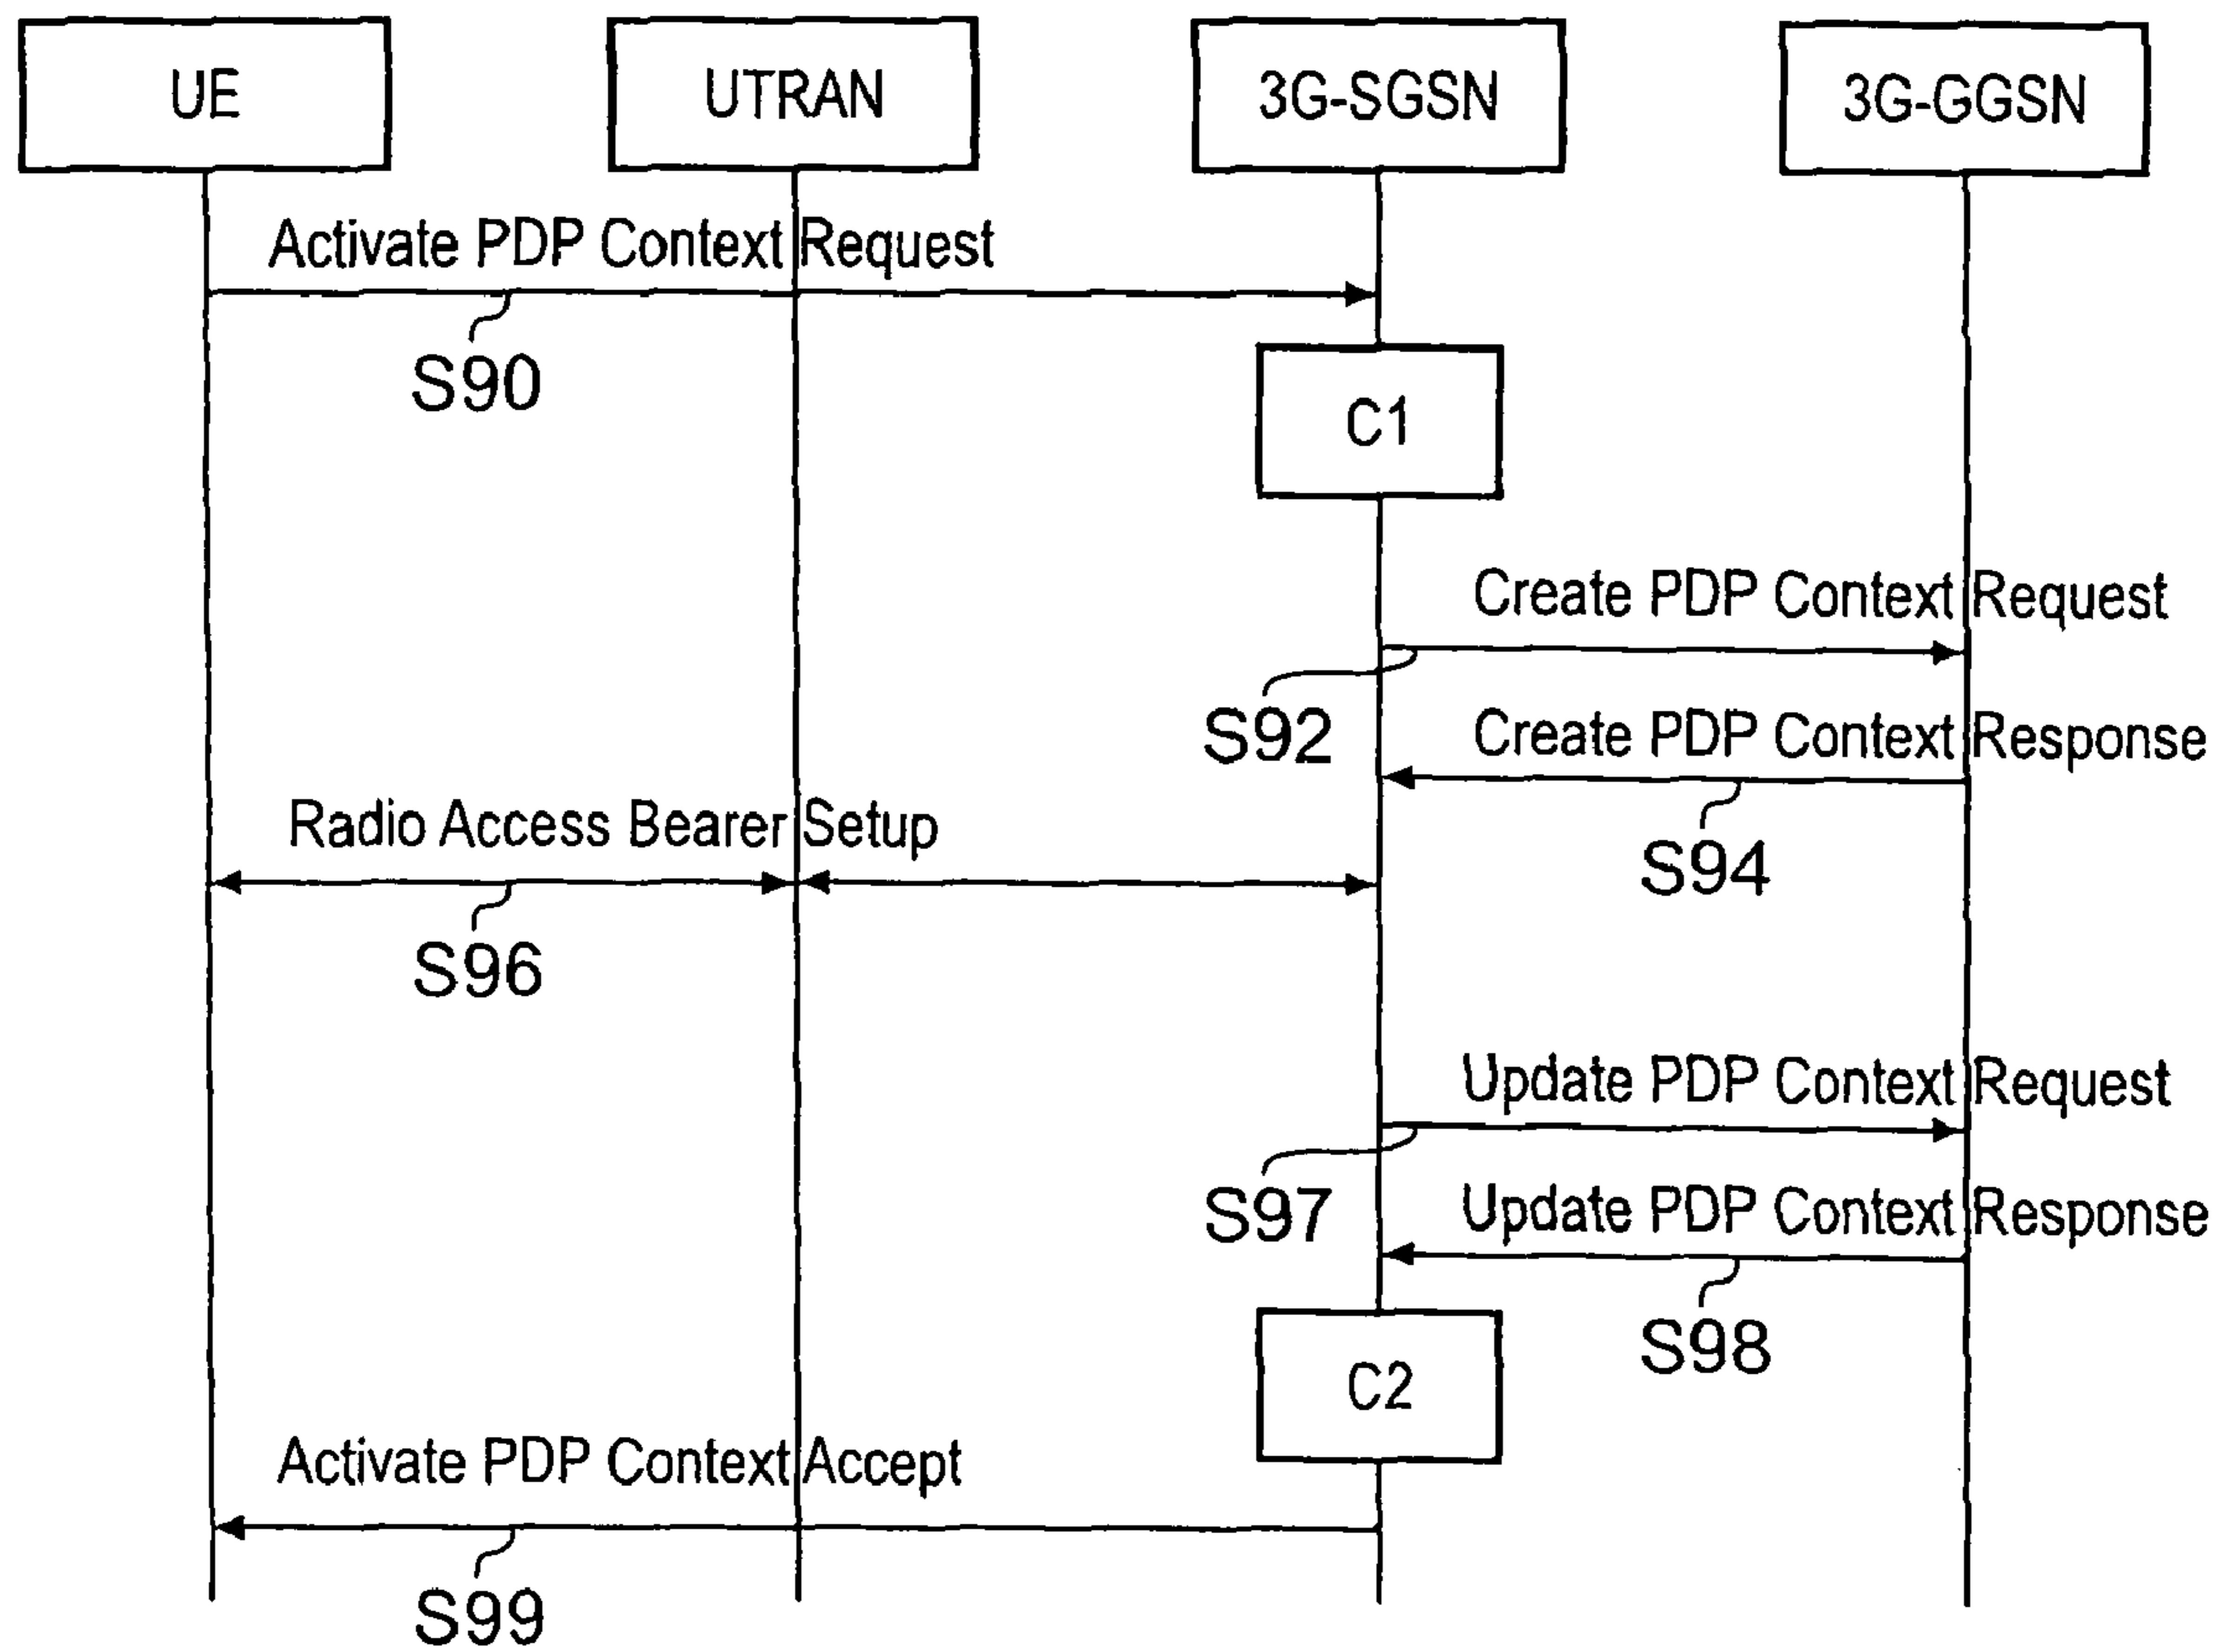 UE
UTRAN
3G-SGSN
3G-GGSN
Activate PDP Context Request
S90
C1
Create PDP Context Request
S92
Create PDP Context Response
S94
Radio Access Bearer Setup
S96
Update PDP Context Request
S97
Update PDP Context Response
S98
C2
Activate PDP Context Accept
S99